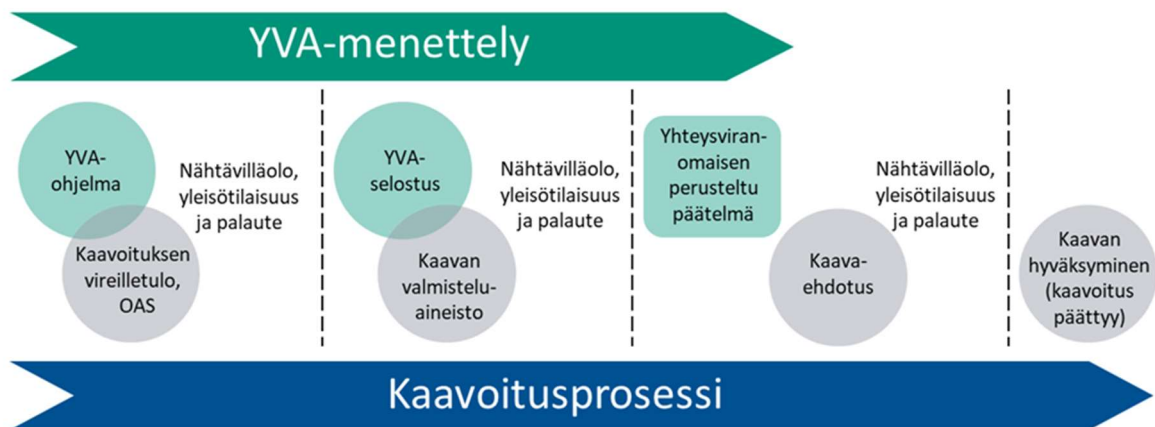 YVA-menettely
YVA-
ohjelma
Nähtävilläolo,
yleisötilaisuus
ja palaute
Kaavoituksen
vireilletulo,
OAS
YVA-
selostus
Nähtävilläolo,
yleisötilaisuus
ja palaute
Kaavan
valmistelu-
aineisto
Yhteysviran-
omaisen
perusteltu
päätelmä
Kaava-
ehdotus
Nähtävilläolo,
yleisötilaisuus
ja palaute
Kaavan
hyväksyminen
(kaavoitus
päättyy)
Kaavoitusprosessi